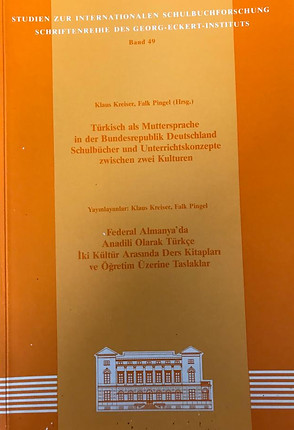 STUDIEN ZUR INTERNATIONALEN SCHULBUCHFORSCHUNG
SCHRIFTENREIHE DES GEORG-ECKERT-INSTITUTS
Band 49
Klaus Kreiser, Falk Pingel (Hrsg.)
Türkisch als Muttersprache
in der Bundesrepublik Deutschland
Schulbücher und Unterrichtskonzepte
zwischen zwei Kulturen
Yayınlayanlar: Klaus Kreiser, Falk Pingel
Federal Almanya'da
Anadili Olarak Türkçe
İki Kültür Arasında Ders Kitapları
ve Öğretim Üzerine Taslaklar